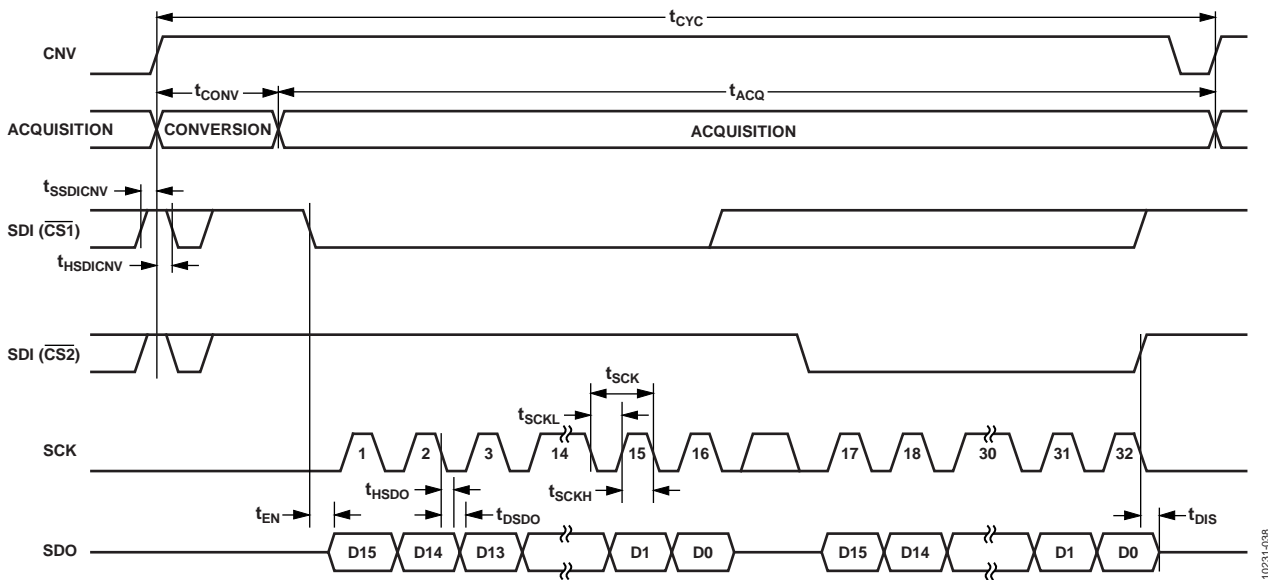 tCYC
CNV
tCONV
tACQ
ACQUISITION
CONVERSION
ACQUISITION
tSSDICNV
SDI (CS1)
tHSDICNV
SDI (CS2)
tSCK
tSCKL
SCK
1 2 3 14 15 16 17 18 30 31 32
tHSDO
tSCKH
tEN
tDSDO
tDIS
SDO
D15 D14 D13 D1 D0 D15 D14 D1 D0
10231-038